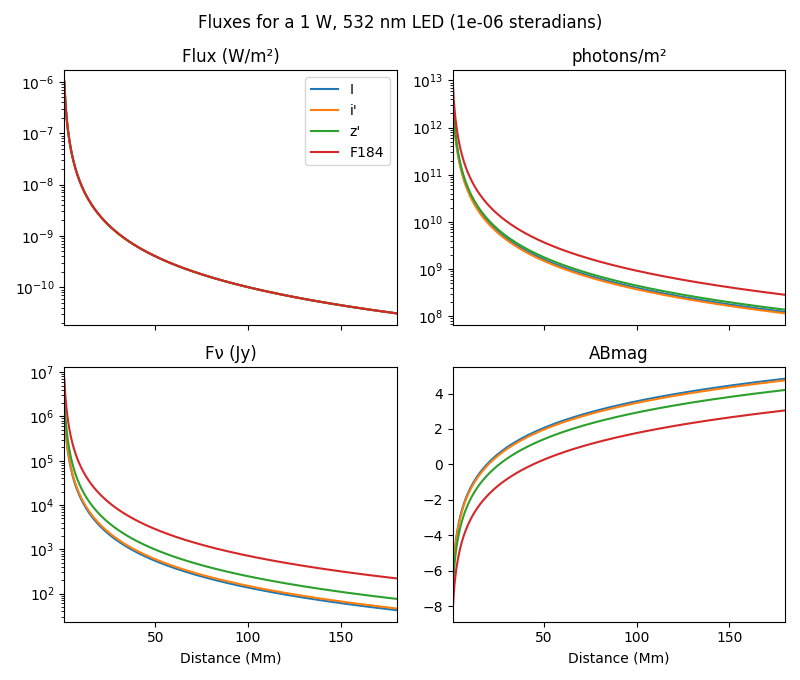 Fluxes for a 1 W, 532 nm LED (1e-06 steradians)
Flux (W/m²)
photons/m²
10⁻⁶
10⁻⁷
10⁻⁸
10⁻⁹
10⁻¹⁰
I
i'
z'
F184
10¹³
10¹²
10¹¹
10¹⁰
10⁹
10⁸
Fν (Jy)
ABmag
10⁷
10⁶
10⁵
10⁴
10³
10²
50
100
150
Distance (Mm)
4
2
0
−2
−4
−6
−8
50
100
150
Distance (Mm)